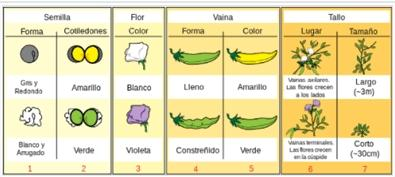 Semilla Flor Vaina Tallo
Forma Cotiledones Color Forma Color Lugar Tamaño
Gris y
Redondo
Amarillo
Blanco
Lleno
Amarillo
Vainas axilares.
Las flores crecen
a los lados
Largo
(~3m)
Blanco y
Arrugado
Verde
Violeta
Constreñido
Verde
Vainas terminales.
Las flores crecen
en la cúspide
Corto
(~30cm)
1 2 3 4 5 6 7